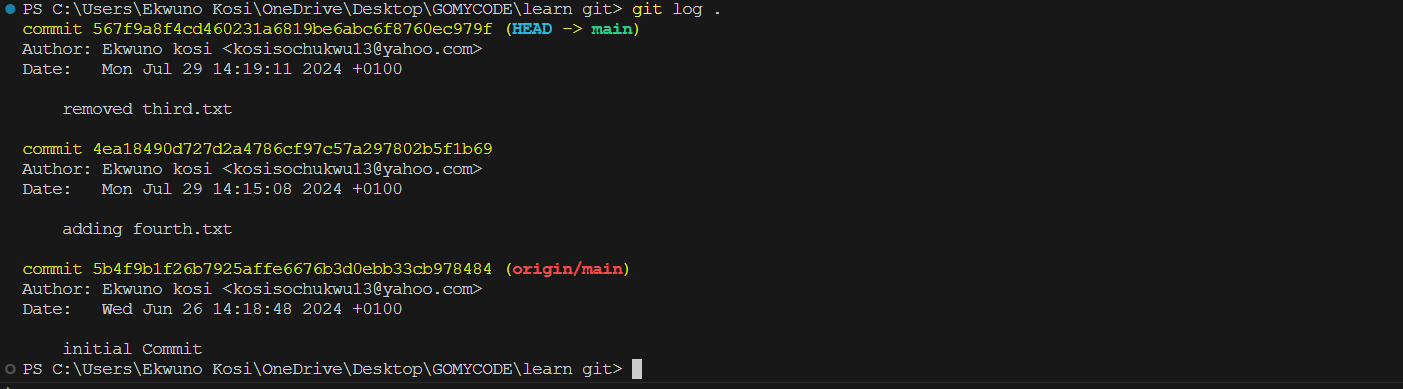 PS C:\Users\Ekwuno Kosi\OneDrive\Desktop\GOMYCODE\learn git> git log .
commit 567f9a8f4cd460231a6819be6abc6f8760ec979f (HEAD -> main)
Author: Ekwuno kosi <kosisochukwu13@yahoo.com>
Date:   Mon Jul 29 14:19:11 2024 +0100
    removed third.txt
commit 4ea18490d727d2a4786cf97c57a297802b5f1b69
Author: Ekwuno kosi <kosisochukwu13@yahoo.com>
Date:   Mon Jul 29 14:15:08 2024 +0100
    adding fourth.txt
commit 5b4f9b1f26b7925affe6676b3d0ebb33cb978484 (origin/main)
Author: Ekwuno kosi <kosisochukwu13@yahoo.com>
Date:   Wed Jun 26 14:18:48 2024 +0100
    initial Commit
PS C:\Users\Ekwuno Kosi\OneDrive\Desktop\GOMYCODE\learn git>